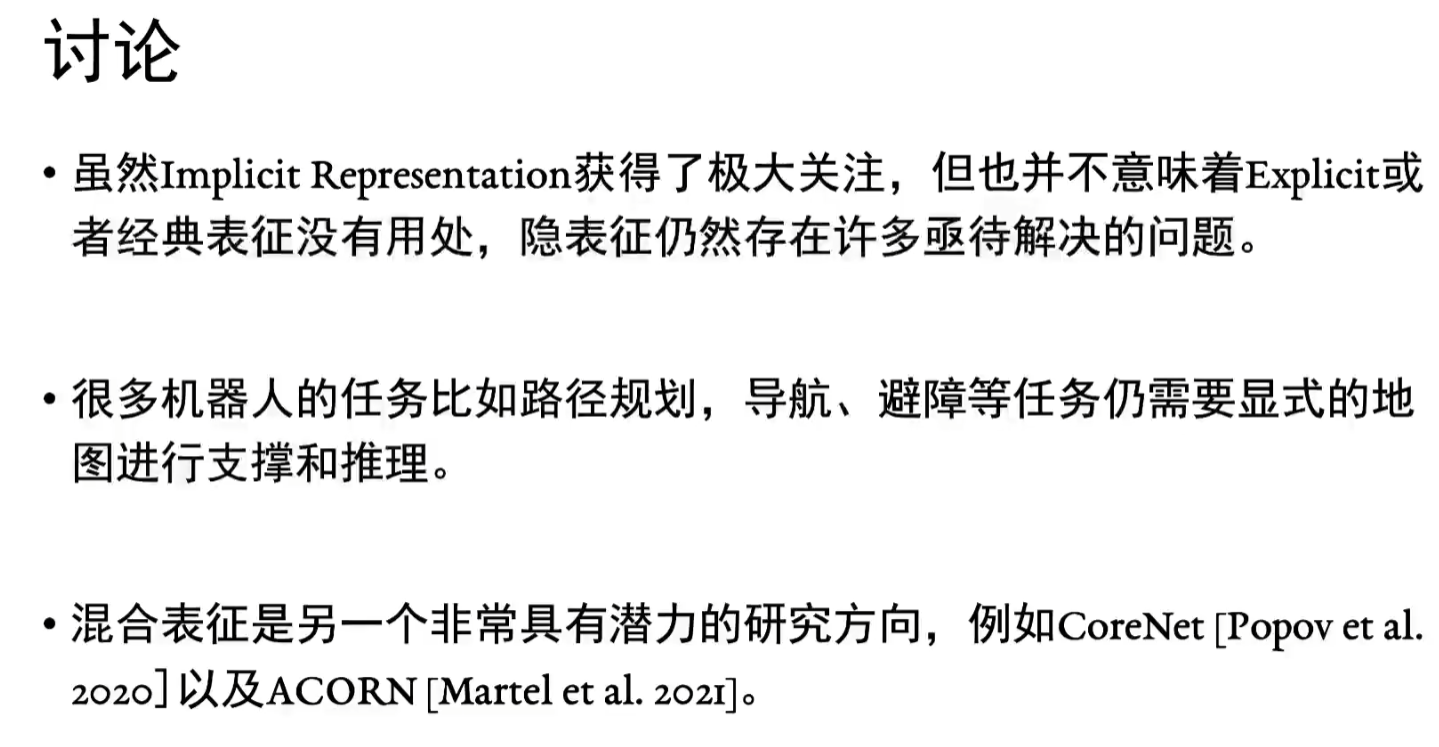 讨论
• 虽然Implicit Representation获得了极大关注，但也并不意味着Explicit或
者经典表征没有用处，隐表征仍然存在许多亟待解决的问题。
• 很多机器人的任务比如路径规划，导航、避障等任务仍需要显式的地
图进行支撑和推理。
• 混合表征是另一个非常具有潜力的研究方向，例如CoreNet [Popov et al.
2020] 以及ACORN [Martel et al. 2021]。